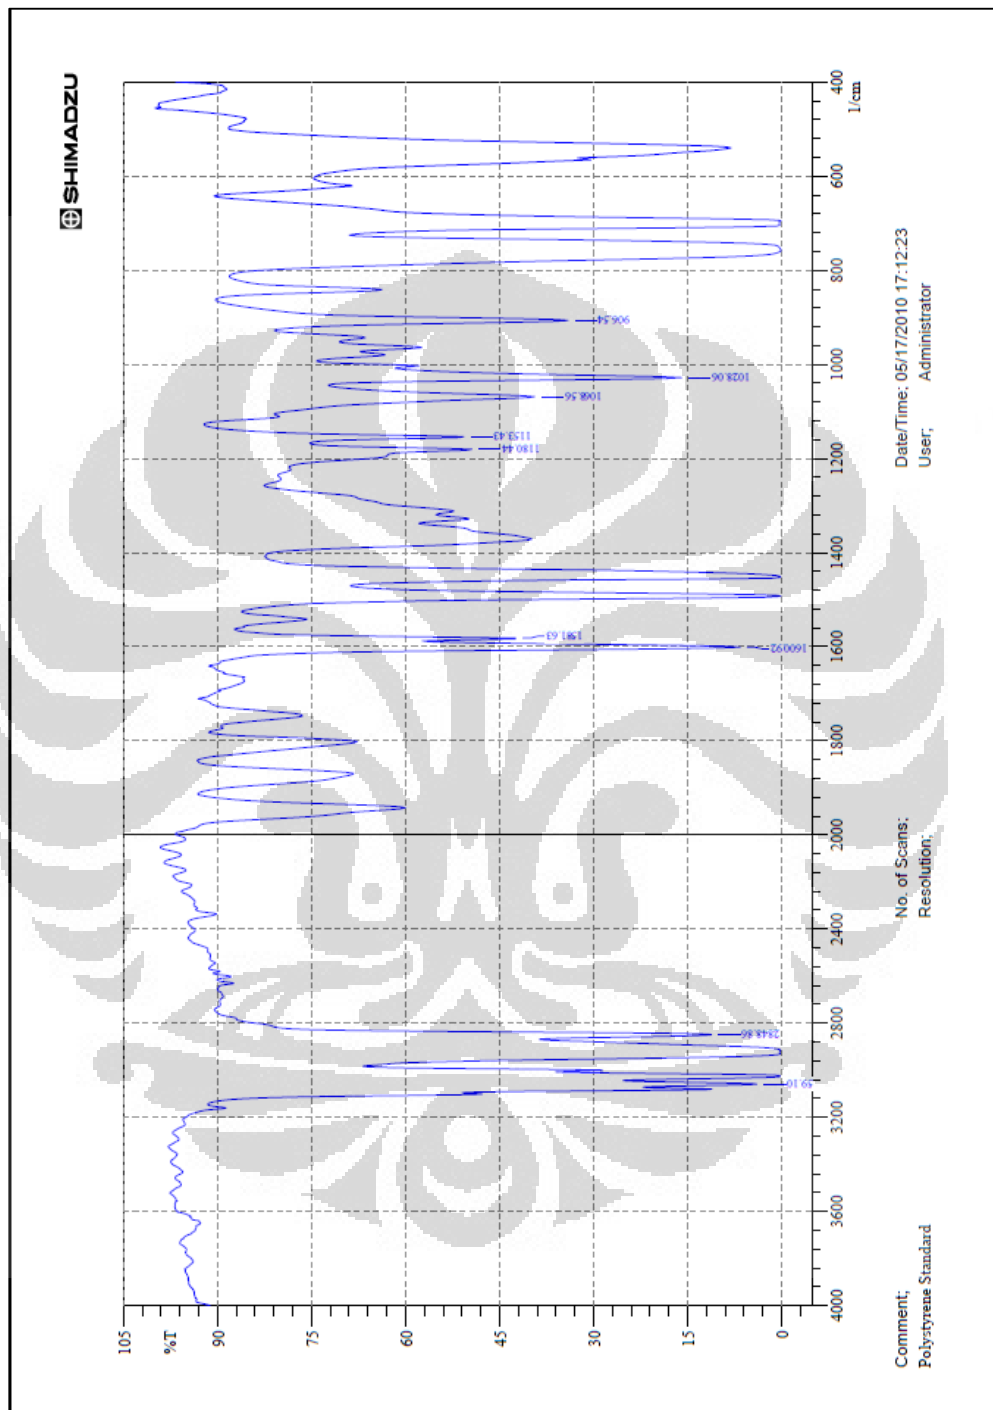 SHIMADZU
105
%T
90
75
60
45
30
15
0
59.10
2848.86
1600.92
1581.63
1180.44
1153.43
1068.56
1028.06
906.54
4000 3600 3200 2800 2400 2000 1800 1600 1400 1200 1000 800 600 400
1/cm
Comment; No. of Scans; Date/Time; 05/17/2010 17:12:23
Polystyrene Standard Resolution; User; Administrator